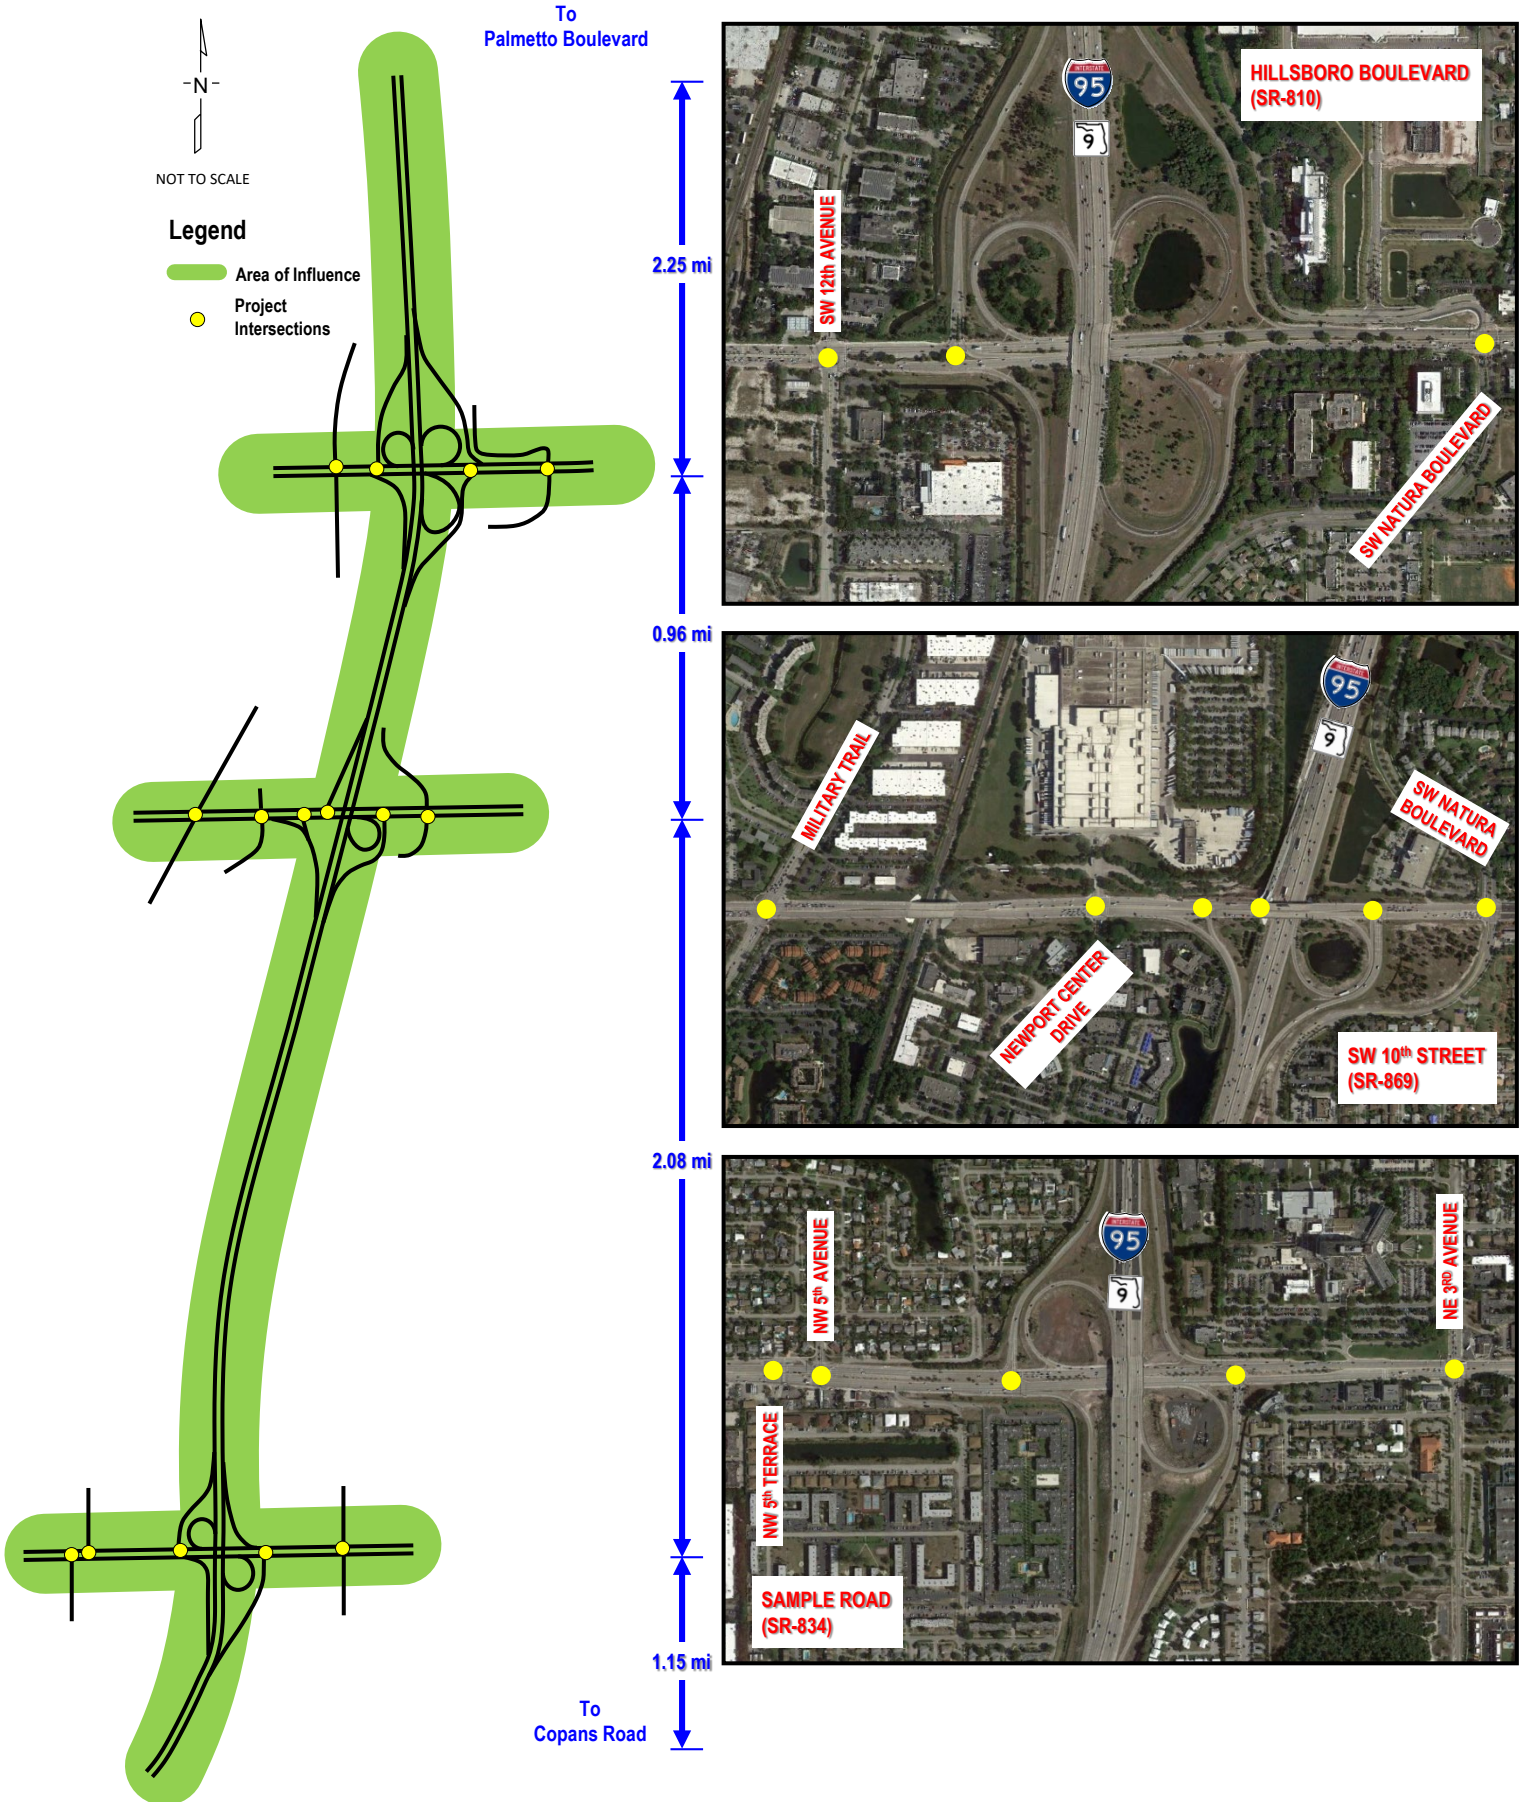 To
Palmetto Boulevard
N
NOT TO SCALE
Legend
Area of Influence
Project
Intersections
2.25 mi
0.96 mi
2.08 mi
1.15 mi
To
Copans Road
INTERSTATE
95
9
HILLSBORO BOULEVARD
(SR-810)
SW 12th AVENUE
SW NATURA BOULEVARD
INTERSTATE
95
9
MILITARY TRAIL
SW NATURA
BOULEVARD
NEWPORT CENTER
DRIVE
SW 10th STREET
(SR-869)
INTERSTATE
95
9
NW 5th AVENUE
NE 3RD AVENUE
NW 5th TERRACE
SAMPLE ROAD
(SR-834)